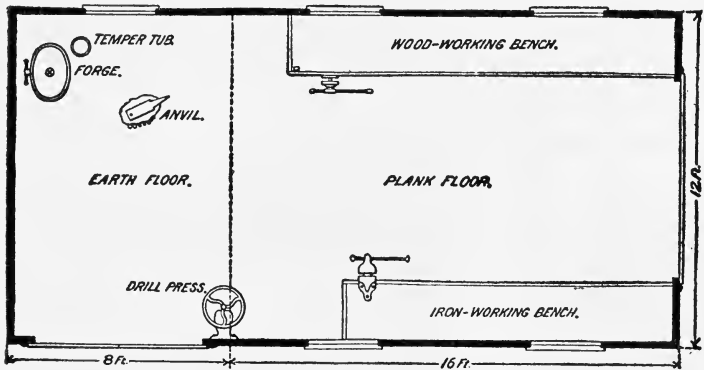 TEMPER TUB.
WOOD-WORKING BENCH.
FORGE.
ANVIL.
EARTH FLOOR.
PLANK FLOOR.
12 Ft.
DRILL PRESS.
IRON-WORKING BENCH.
8 Ft.
16 Ft.